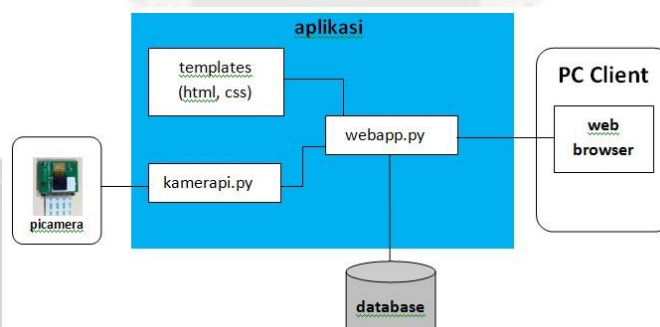 aplikasi
templates
(html, css)
webapp.py
kamerapi.py
picamera
PC Client
web
browser
database